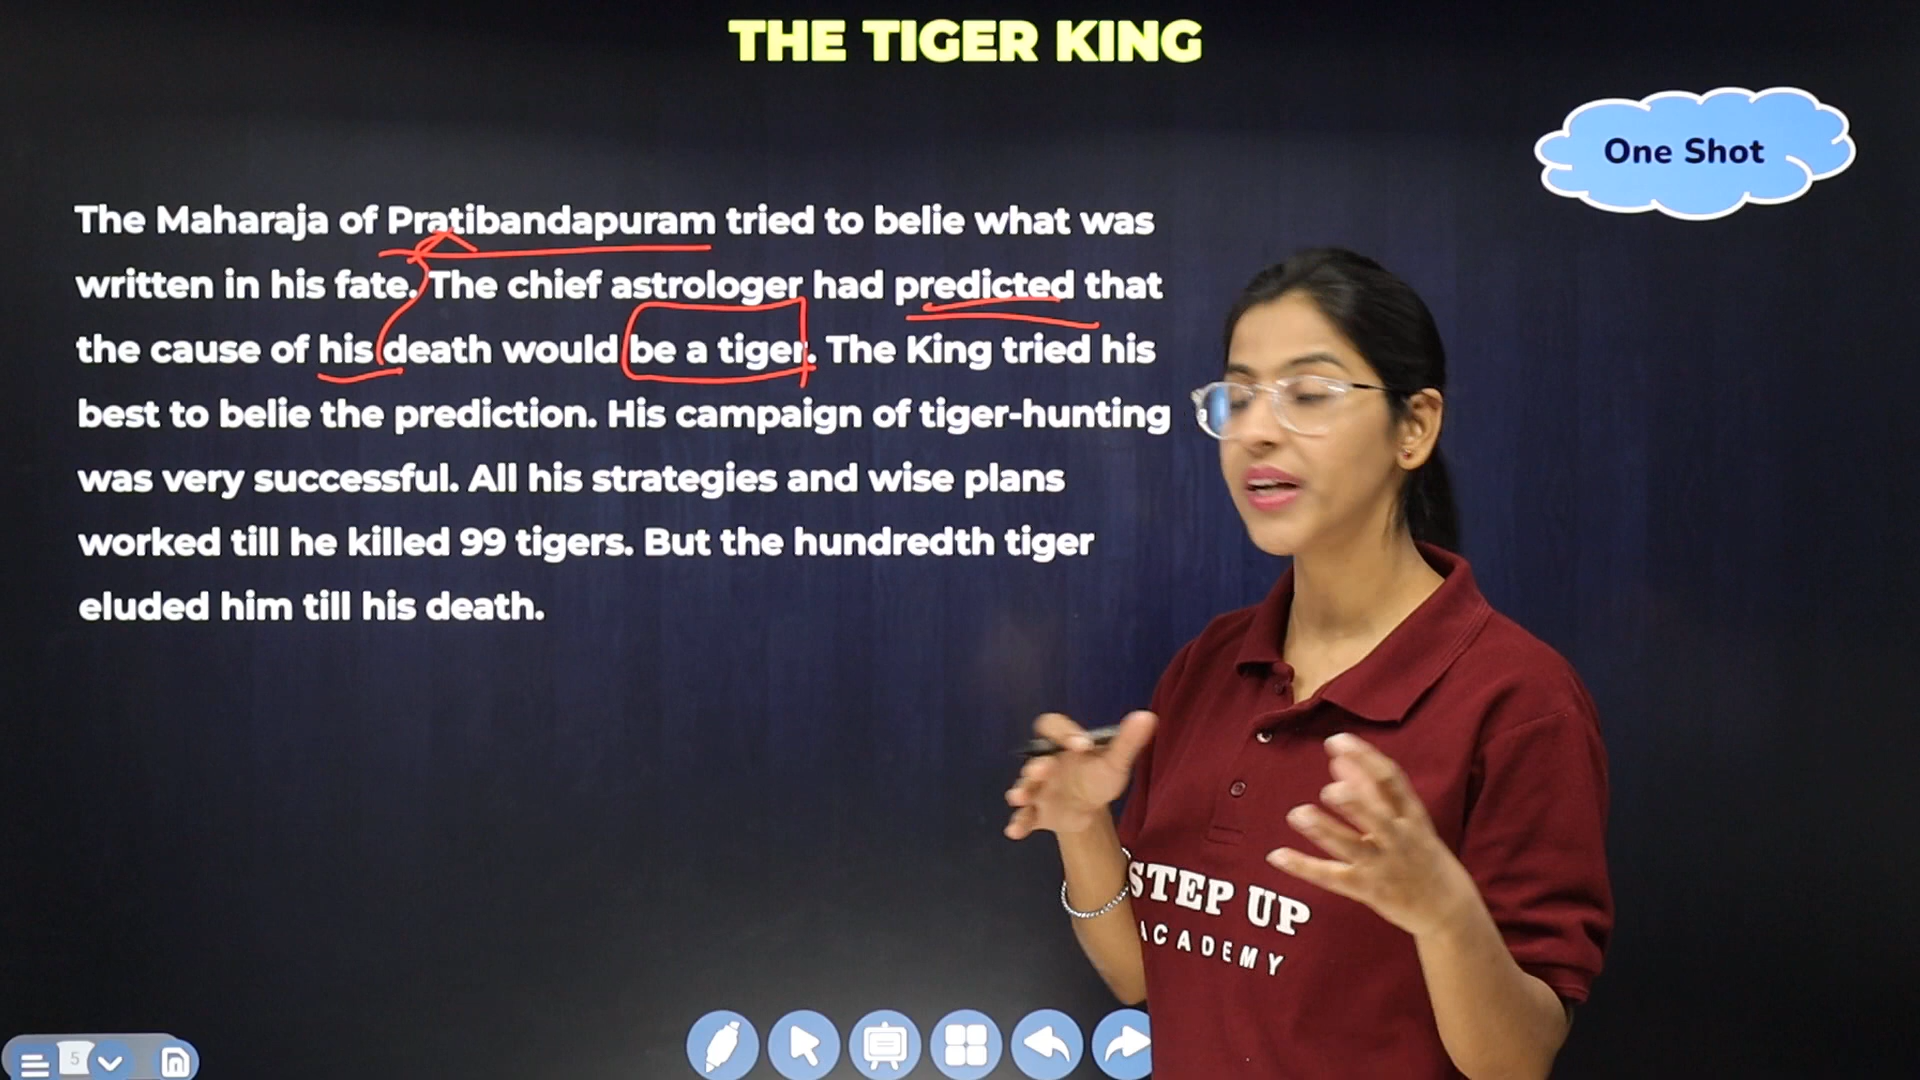 THE TIGER KING
One Shot
The Maharaja of Pratibandapuram tried to belie what was
written in his fate. The chief astrologer had predicted that
the cause of his death would be a tiger. The King tried his
best to belie the prediction. His campaign of tiger-hunting
was very successful. All his strategies and wise plans
worked till he killed 99 tigers. But the hundredth tiger
eluded him till his death.
STEP UP
ACADEMY
5